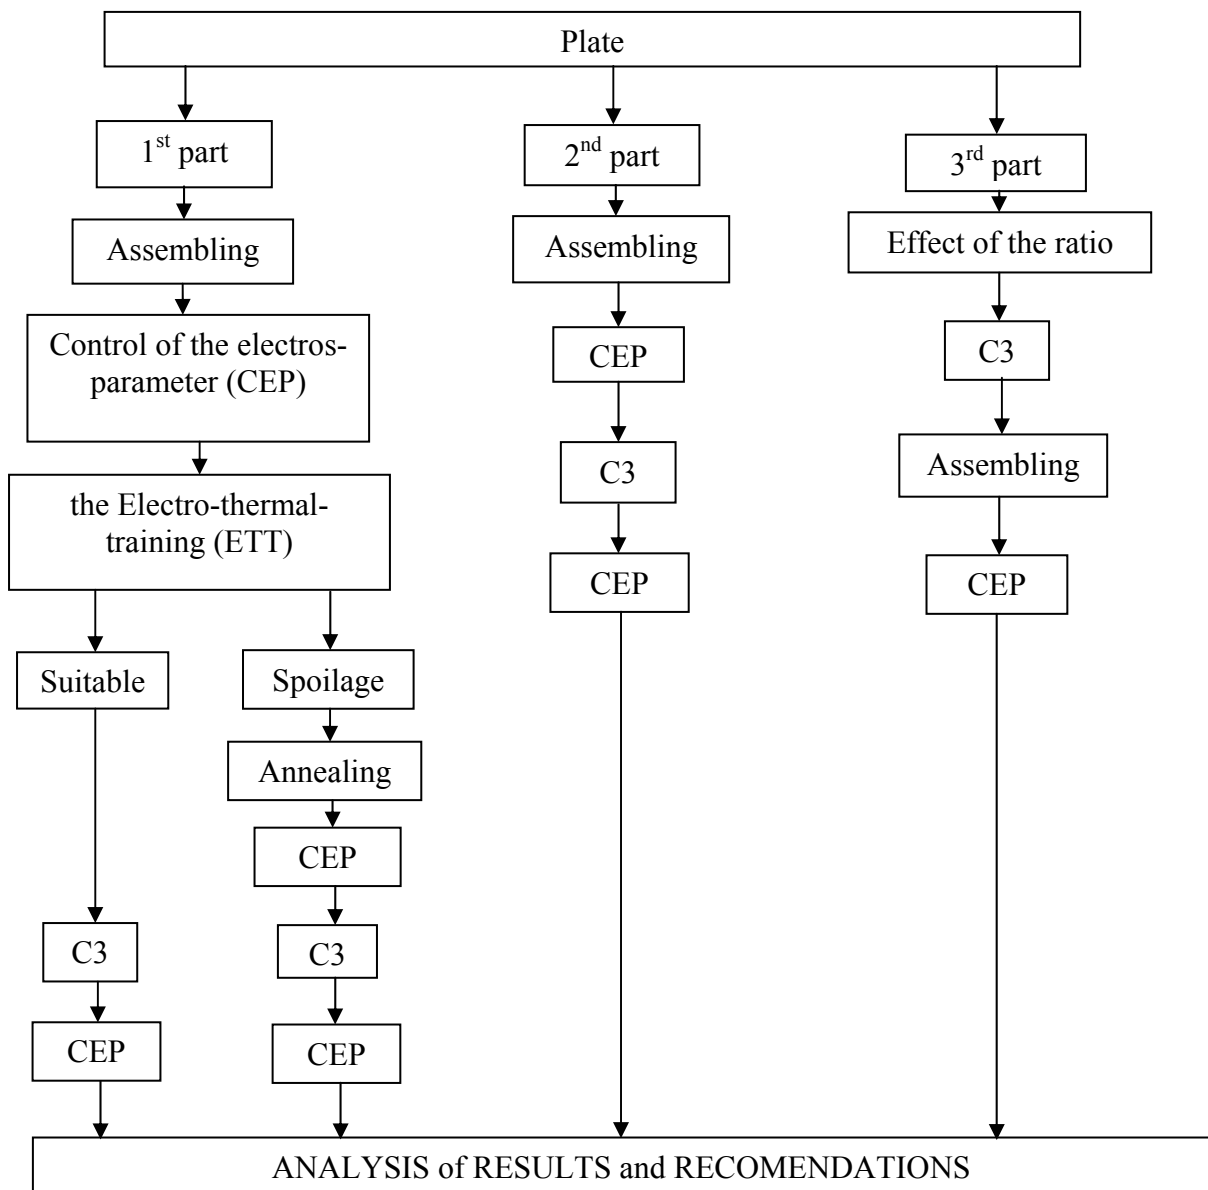 Plate
1st part
Assembling
Control of the electros-
parameter (CEP)
the Electro-thermal-
training (ETT)
Suitable
C3
CEP
Spoilage
Annealing
CEP
C3
CEP
2nd part
Assembling
CEP
C3
CEP
3rd part
Effect of the ratio
C3
Assembling
CEP
ANALYSIS of RESULTS and RECOMENDATIONS